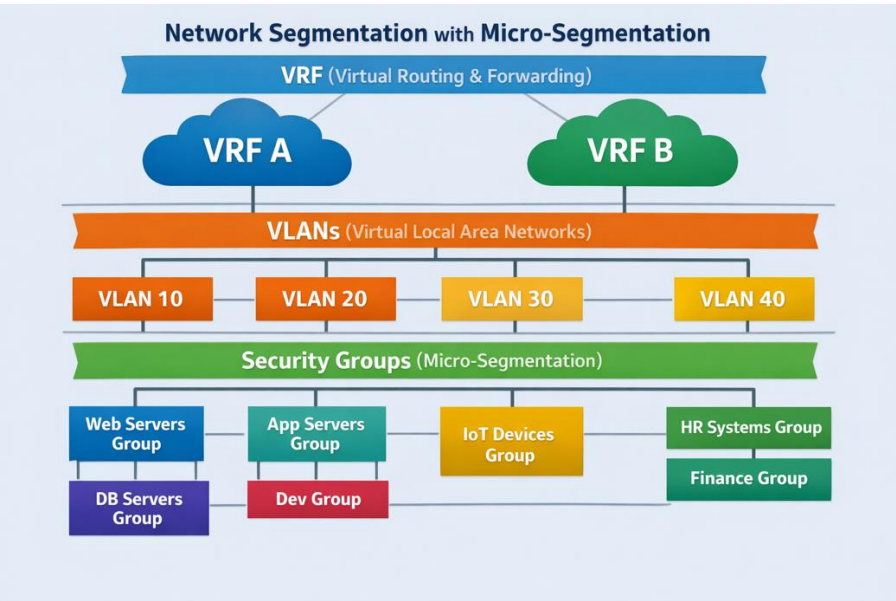 Network Segmentation with Micro-Segmentation
VRF (Virtual Routing & Forwarding)
VRF A
VRF B
VLANs (Virtual Local Area Networks)
VLAN 10
VLAN 20
VLAN 30
VLAN 40
Security Groups (Micro-Segmentation)
Web Servers
Group
App Servers
Group
IoT Devices
Group
HR Systems Group
Finance Group
DB Servers
Group
Dev Group